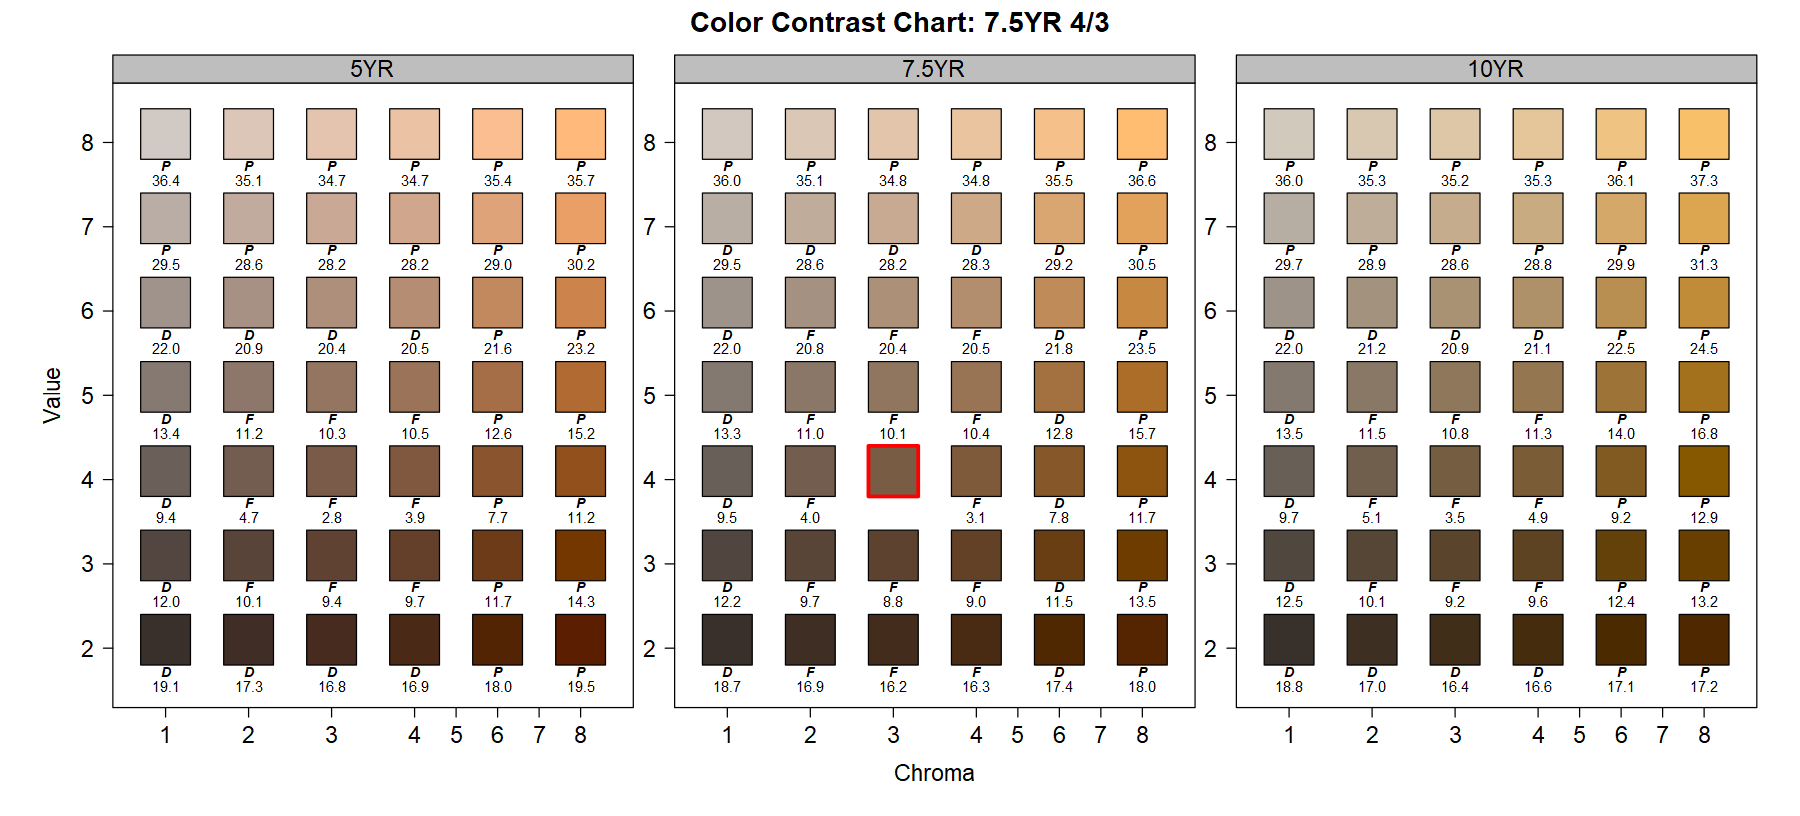 Color Contrast Chart: 7.5YR 4/3
5YR 7.5YR 10YR
8 8 8
P P P P P P P P P P P P P P P P P P
36.4 35.1 34.7 34.7 35.4 35.7 36.0 35.1 34.8 34.8 35.5 36.6 36.0 35.3 35.2 35.3 36.1 37.3
7 7 7
P P P P P P D D D D D P P P P P P P
29.5 28.6 28.2 28.2 29.0 30.2 29.5 28.6 28.2 28.3 29.2 30.5 29.7 28.9 28.6 28.8 29.9 31.3
6 6 6
D D D D P P D F F F D P D D D D P P
22.0 20.9 20.4 20.5 21.6 23.2 22.0 20.8 20.4 20.5 21.8 23.5 22.0 21.2 20.9 21.1 22.5 24.5
Value
5 5 5
D F F F P P D F F F D P D F F F P P
13.4 11.2 10.3 10.5 12.6 15.2 13.3 11.0 10.1 10.4 12.8 15.7 13.5 11.5 10.8 11.3 14.0 16.8
4 4 4
D F F F P P D F F D P D F F F P P
9.4 4.7 2.8 3.9 7.7 11.2 9.5 4.0 3.1 7.8 11.7 9.7 5.1 3.5 4.9 9.2 12.9
3 3 3
D F F F P P D F F F D P D F F F P P
12.0 10.1 9.4 9.7 11.7 14.3 12.2 9.7 8.8 9.0 11.5 13.5 12.5 10.1 9.2 9.6 12.4 13.2
2 2 2
D D D D P P D F F F D P D D D D P P
19.1 17.3 16.8 16.9 18.0 19.5 18.7 16.9 16.2 16.3 17.4 18.0 18.8 17.0 16.4 16.6 17.1 17.2
1 2 3 4 5 6 7 8 1 2 3 4 5 6 7 8 1 2 3 4 5 6 7 8
Chroma